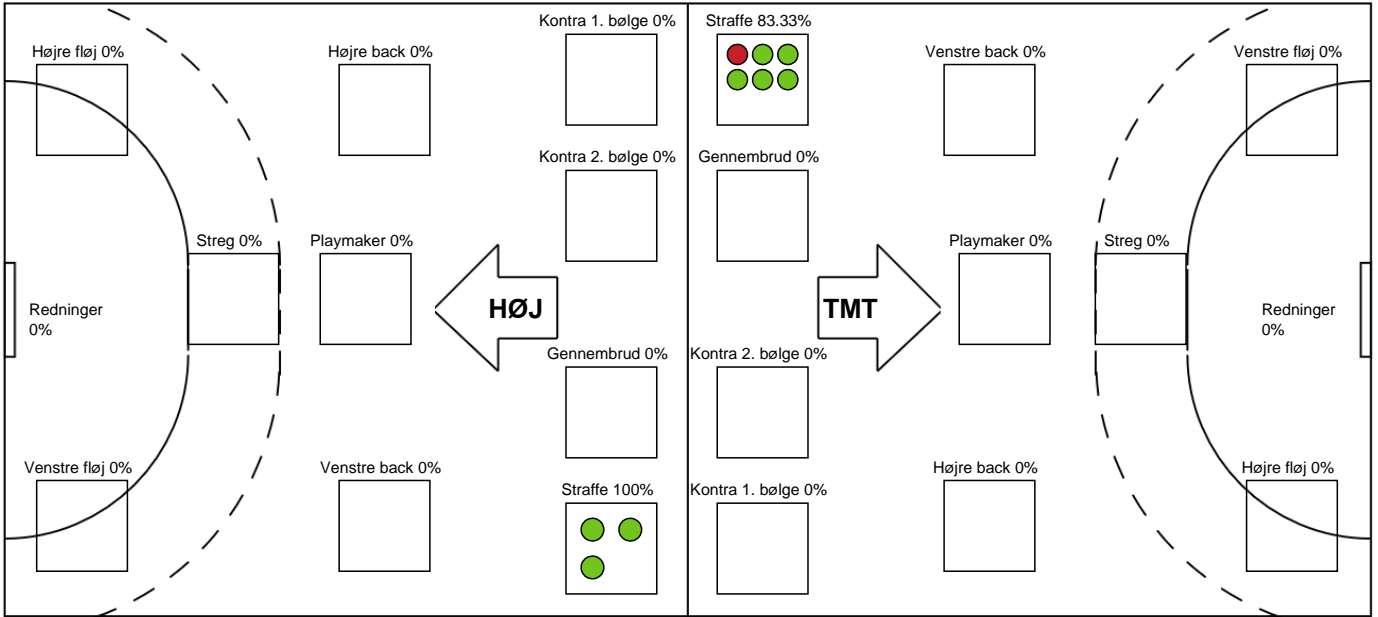 Kontra 1. bølge 0%
Straffe 83.33%
Højre fløj 0%
Højre back 0%
Venstre back 0%
Venstre fløj 0%
Kontra 2. bølge 0%
Gennembrud 0%
Streg 0%
Playmaker 0%
Playmaker 0%
Streg 0%
Redninger
0%
HØJ
TMT
Redninger
0%
Gennembrud 0%
Kontra 2. bølge 0%
Venstre fløj 0%
Venstre back 0%
Højre back 0%
Højre fløj 0%
Straffe 100%
Kontra 1. bølge 0%